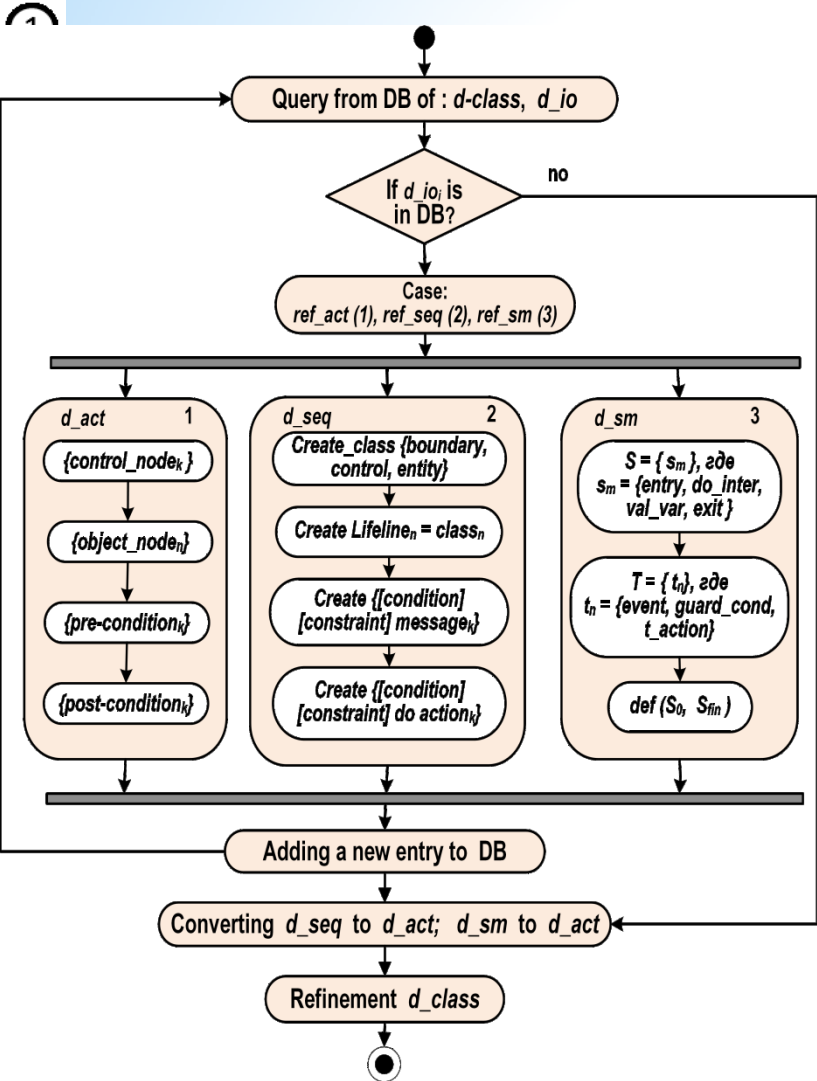 1
Query from DB of : d-class, d_io
no
If d_ioᵢ is
in DB?
Case:
ref_act (1), ref_seq (2), ref_sm (3)
d_act 1
{control_nodeₖ}
{object_nodeₙ}
{pre-conditionₖ}
{post-conditionₖ}
d_seq 2
Create_class {boundary,
control, entity}
Create Lifelineₙ = classₙ
Create {[condition]
[constraint] messageₖ}
Create {[condition]
[constraint] do actionₖ}
d_sm 3
S = { sₘ }, где
sₘ = {entry, do_inter,
val_var, exit }
T = { tₙ}, где
tₙ = {event, guard_cond,
t_action}
def (S₀, S_fin )
Adding a new entry to DB
Converting d_seq to d_act; d_sm to d_act
Refinement d_class